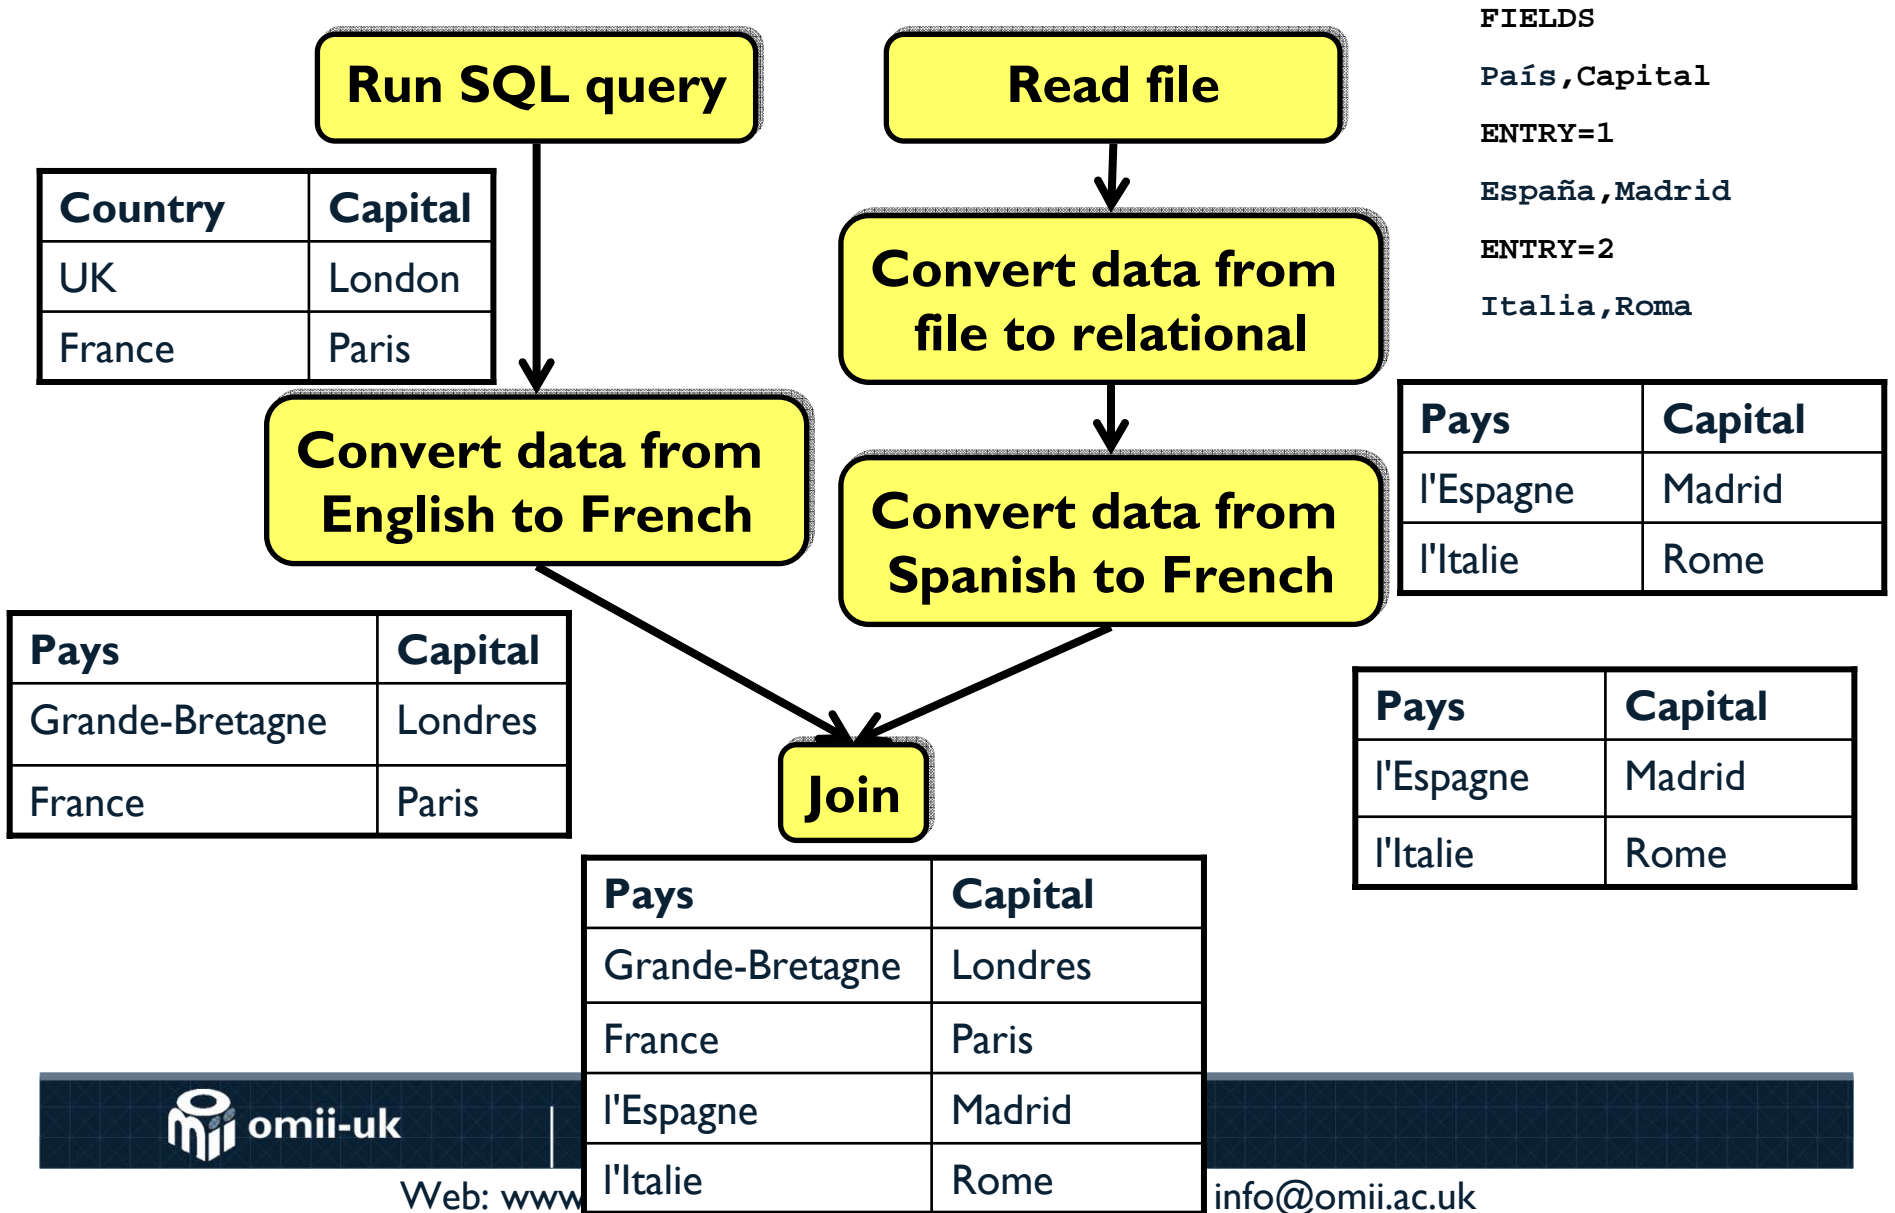 Run SQL query
Read file
FIELDS
País,Capital
ENTRY=1
España,Madrid
ENTRY=2
Italia,Roma
Country Capital
UK London
France Paris
Convert data from
file to relational
Convert data from
English to French
Convert data from
Spanish to French
Pays Capital
l'Espagne Madrid
l'Italie Rome
Pays Capital
Grande-Bretagne Londres
France Paris
Pays Capital
l'Espagne Madrid
l'Italie Rome
Join
Pays Capital
Grande-Bretagne Londres
France Paris
l'Espagne Madrid
l'Italie Rome
omii-uk
Web: www info@omii.ac.uk